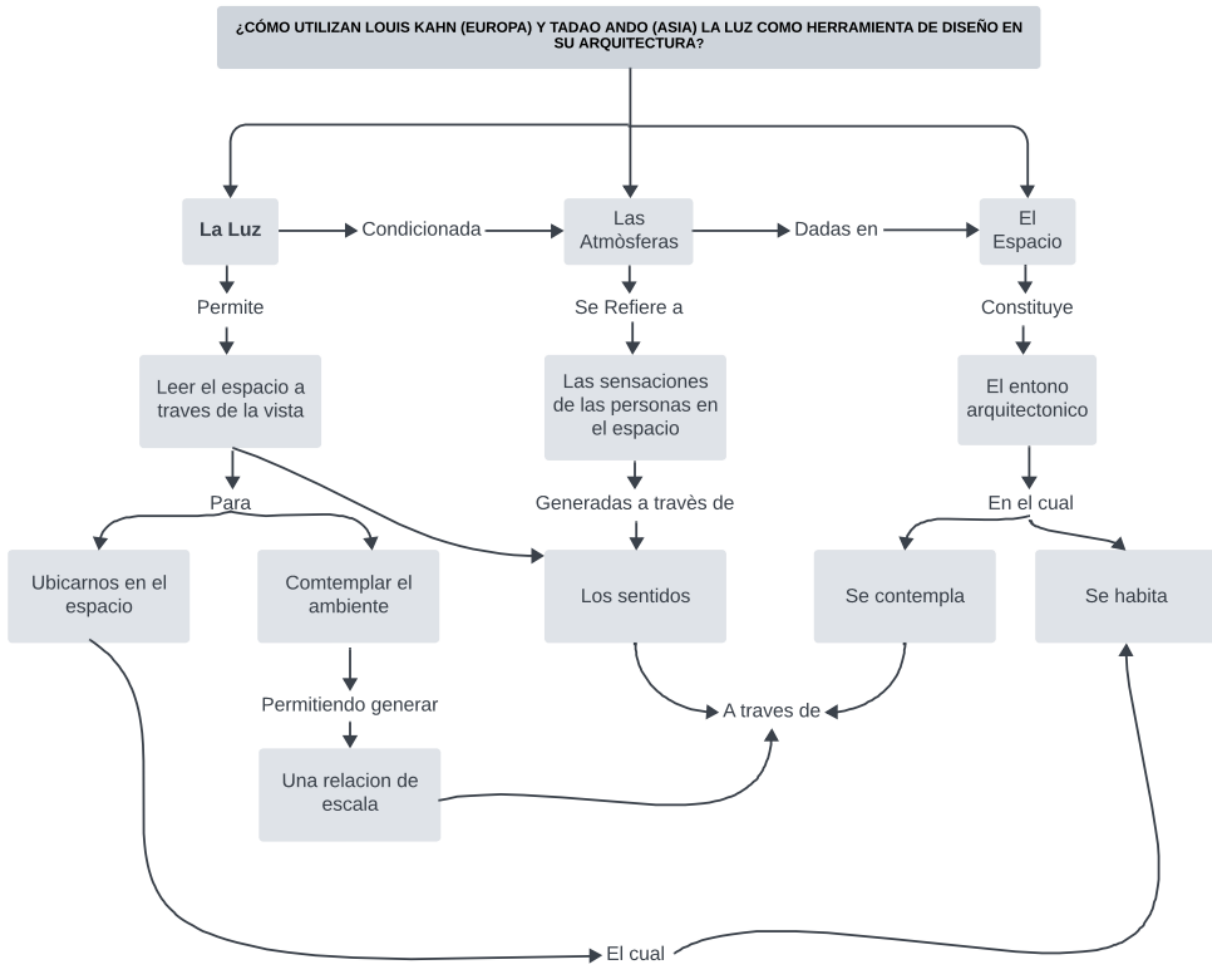 ¿CÓMO UTILIZAN LOUIS KAHN (EUROPA) Y TADAO ANDO (ASIA) LA LUZ COMO HERRAMIENTA DE DISEÑO EN
SU ARQUITECTURA?
La Luz
Condicionada
Las
Atmòsferas
Dadas en
El
Espacio
Permite
Se Refiere a
Constituye
Leer el espacio a
traves de la vista
Las sensaciones
de las personas en
el espacio
El entono
arquitectonico
Para
Generadas a travès de
En el cual
Ubicarnos en el
espacio
Comtemplar el
ambiente
Los sentidos
Se contempla
Se habita
Permitiendo generar
A traves de
Una relacion de
escala
El cual